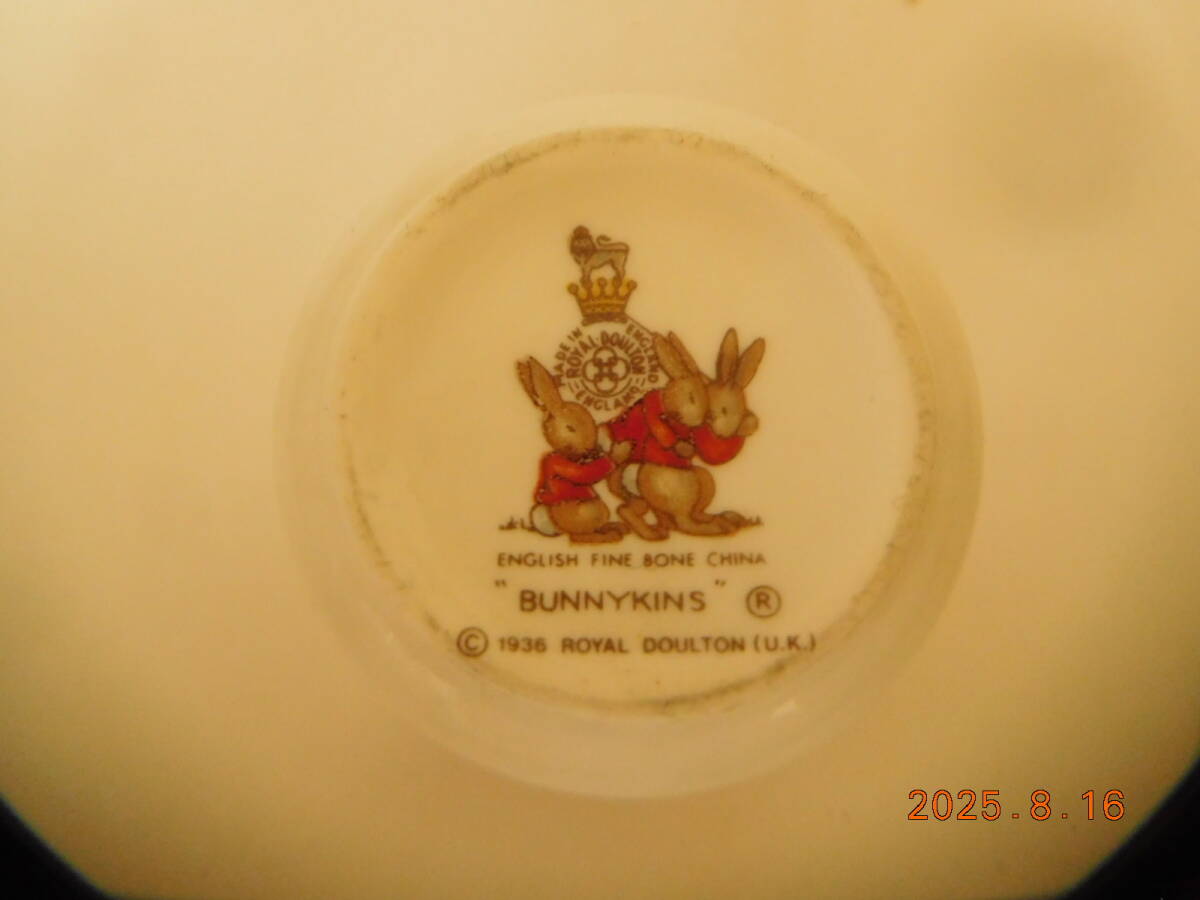 MADE IN ENGLAND
ROYAL DOULTON
ENGLAND
ENGLISH FINE BONE CHINA
"BUNNYKINS" ®
© 1936 ROYAL DOULTON (U.K.)
2025.8.16